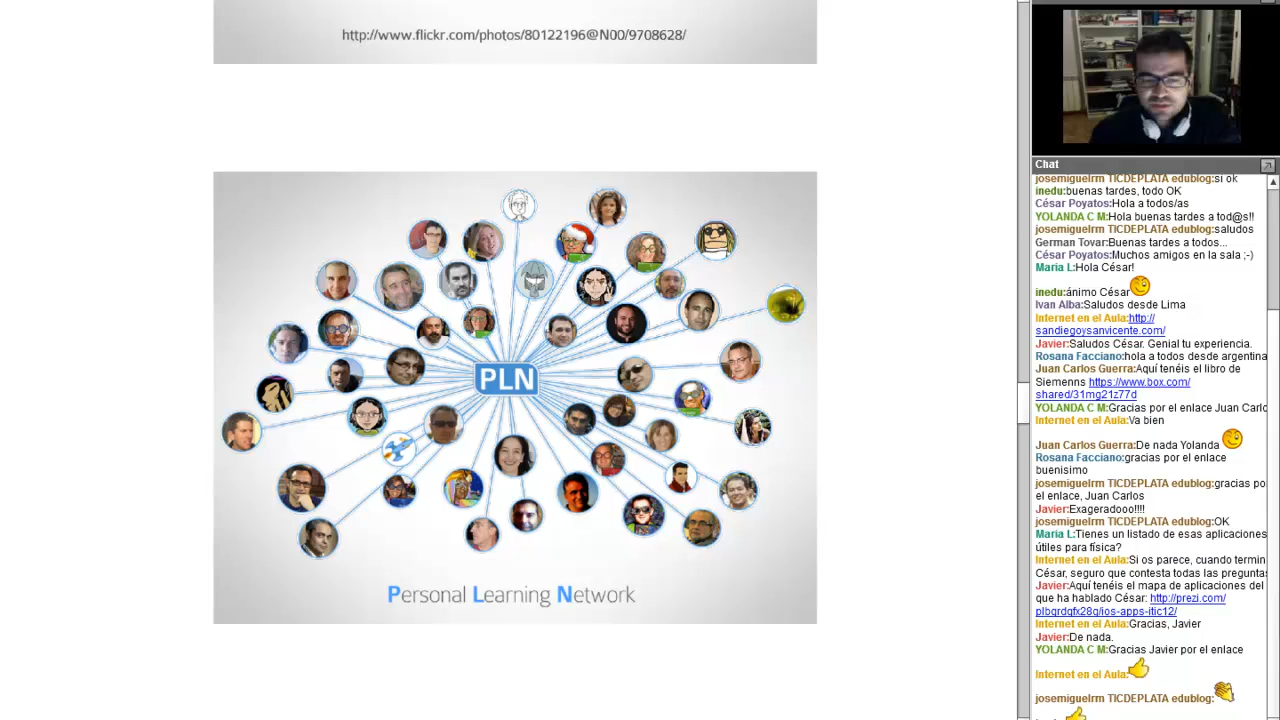 http://www.flickr.com/photos/80122196@N00/9708628/
PLN
Personal Learning Network
Chat
josemiguelrm TICDEPLATA edublog:si ok
inedu:buenas tardes, todo OK
César Poyatos:Hola a todos/as
YOLANDA C M:Hola buenas tardes a tod@s!!
josemiguelrm TICDEPLATA edublog:saludos
German Tovar:Buenas tardes a todos...
César Poyatos:Muchos amigos en la sala ;-)
Maria L:Hola César!
inedu:ánimo César
Ivan Alba:Saludos desde Lima
Internet en el Aula:http://
sandiegoysanvicente.com/
Javier:Saludos César. Genial tu experiencia.
Rosana Facciano:hola a todos desde argentina
Juan Carlos Guerra:Aquí tenéis el libro de
Siemenns https://www.box.com/
shared/31mg21z77d
YOLANDA C M:Gracias por el enlace Juan Carlo
Internet en el Aula:Va bien
Juan Carlos Guerra:De nada Yolanda
Rosana Facciano:gracias por el enlace
buenisimo
josemiguelrm TICDEPLATA edublog:gracias po
el enlace, Juan Carlos
Javier:Exageradooo!!!!
josemiguelrm TICDEPLATA edublog:OK
Maria L:Tienes un listado de esas aplicaciones
útiles para física?
Internet en el Aula:Si os parece, cuando termin
César, seguro que contesta todas las pregunta
Javier:Aquí tenéis el mapa de aplicaciones del
que ha hablado César: http://prezi.com/
plbgrdqfx28g/ios-apps-itic12/
Internet en el Aula:Gracias, Javier
Javier:De nada.
YOLANDA C M:Gracias Javier por el enlace
Internet en el Aula:
josemiguelrm TICDEPLATA edublog: